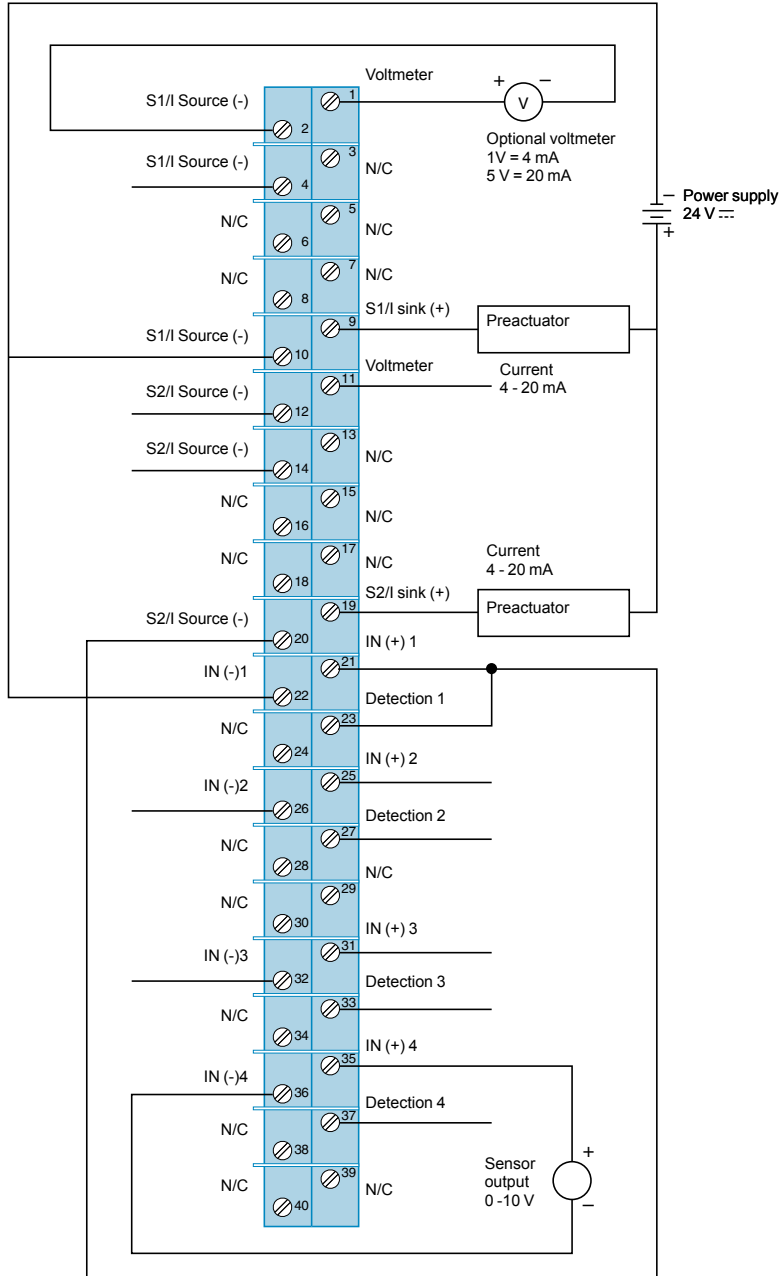 Voltmeter
S1/I Source (-)
1
+ −
V
2
Optional voltmeter
1V = 4 mA
5 V = 20 mA
S1/I Source (-)
3
N/C
4
−
Power supply
24 V
+
N/C
5
N/C
6
N/C
7
N/C
8
S1/I sink (+)
9
Preactuator
S1/I Source (-)
10
Voltmeter
11
Current
4 - 20 mA
S2/I Source (-)
12
13
N/C
S2/I Source (-)
14
N/C
15
N/C
16
N/C
17
N/C
18
Current
4 - 20 mA
S2/I sink (+)
19
Preactuator
S2/I Source (-)
20
IN (+) 1
21
IN (-)1
22
Detection 1
23
N/C
24
IN (+) 2
25
IN (-)2
26
Detection 2
27
N/C
28
N/C
29
N/C
30
IN (+) 3
31
IN (-)3
32
Detection 3
33
N/C
34
IN (+) 4
35
IN (-)4
36
Detection 4
37
N/C
38
39
N/C
N/C
40
Sensor
output
0 -10 V
+
−